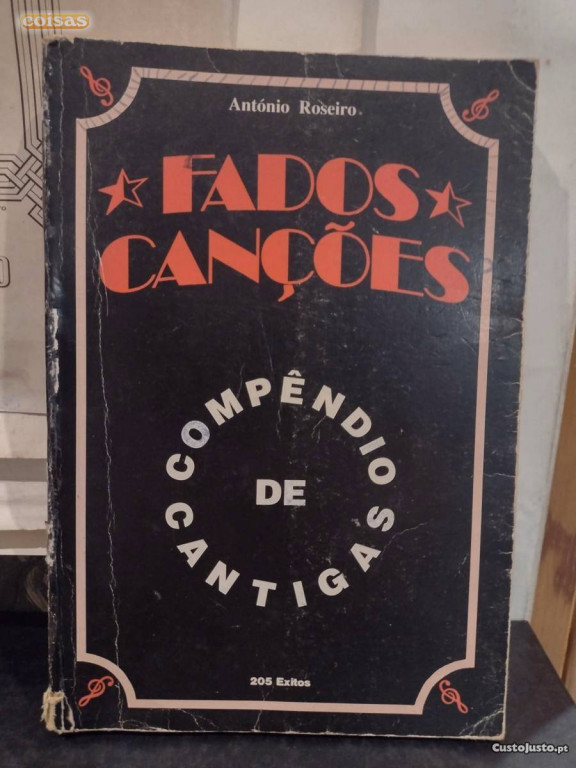 coisas
António Roseiro
FADOS
CANÇÕES
COMPÊNDIO
DE
CANTIGAS
205 Exitos
CustoJusto.pt